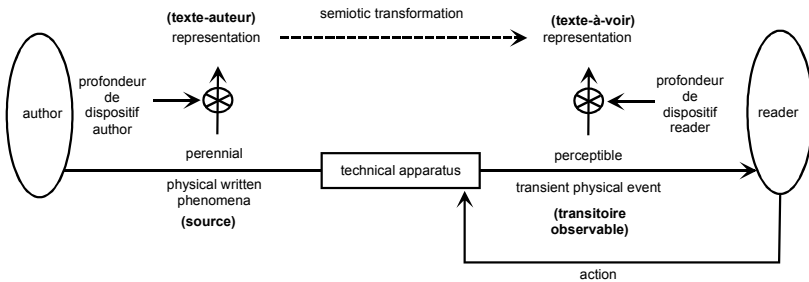 (texte-auteur)
representation
semiotic transformation
(texte-à-voir)
representation
author
profondeur
de
dispositif
author
profondeur
de
dispositif
reader
reader
perennial
technical apparatus
perceptible
physical written
phenomena
(source)
transient physical event
(transitoire
observable)
action